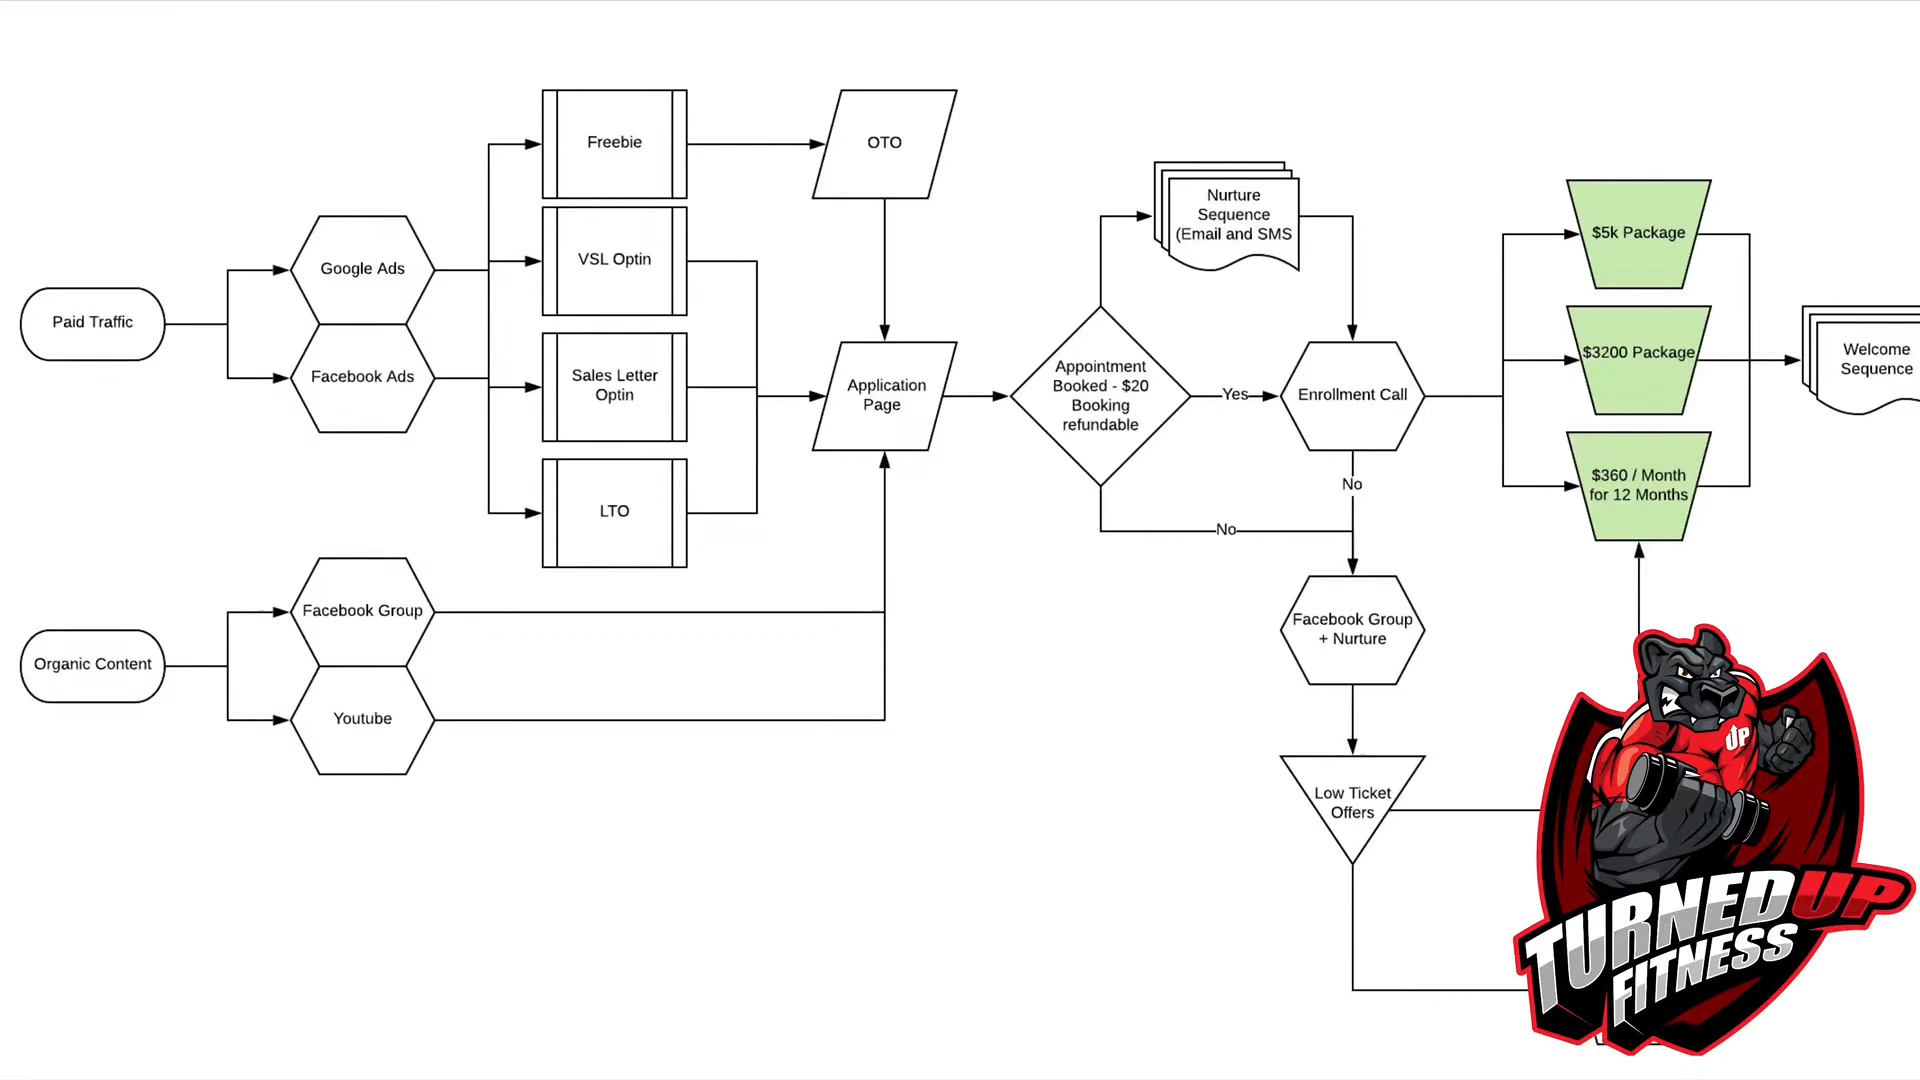 Paid Traffic
Google Ads
Facebook Ads
Freebie
VSL Optin
Sales Letter
Optin
LTO
OTO
Application
Page
Organic Content
Facebook Group
Youtube
Appointment
Booked - $20
Booking
refundable
Nurture
Sequence
(Email and SMS
Yes
Enrollment Call
No
No
Facebook Group
+ Nurture
Low Ticket
Offers
$5k Package
$3200 Package
$360 / Month
for 12 Months
Welcome
Sequence
UP
TURNEDUP
FITNESS